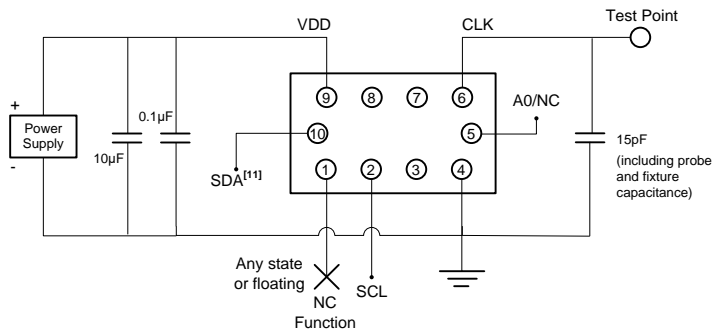 Test Point
VDD
CLK
+
Power
Supply
-
10µF
0.1µF
9
8
7
6
10
5
1
2
3
4
A0/NC
SDA[11]
15pF
(including probe
and fixture
capacitance)
Any state
or floating
NC
Function
SCL